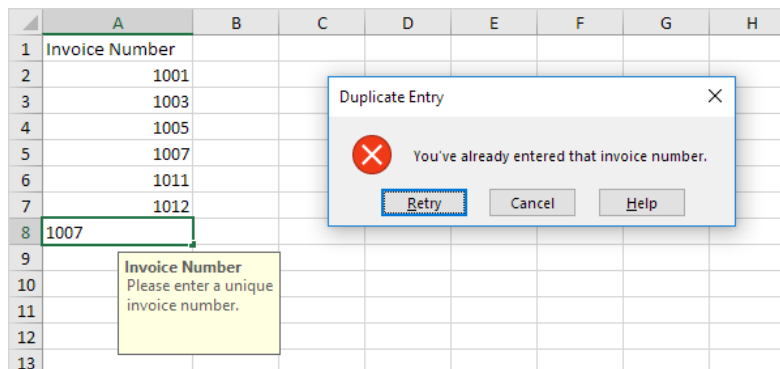 A B C D E F G H
1 Invoice Number
2 1001
3 1003
4 1005
5 1007
6 1011
7 1012
8 1007
9
10
11
12
13
Duplicate Entry
You've already entered that invoice number.
Retry Cancel Help
Invoice Number
Please enter a unique
invoice number.